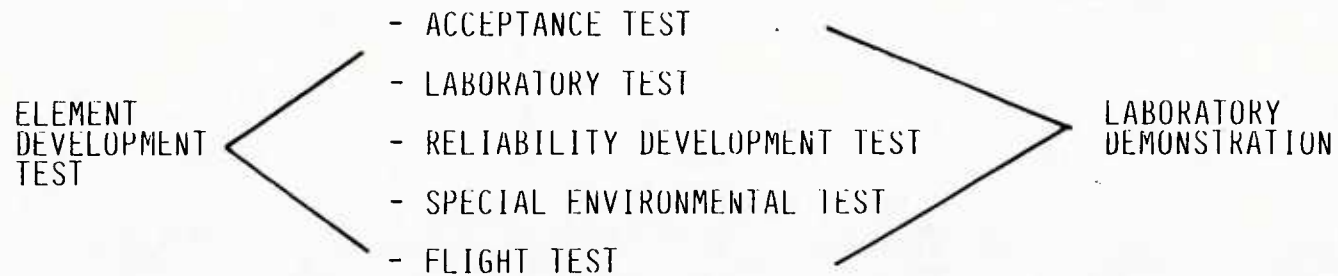 ELEMENT
DEVELOPMENT
TEST
- ACCEPTANCE TEST
- LABORATORY TEST
- RELIABILITY DEVELOPMENT TEST
- SPECIAL ENVIRONMENTAL TEST
- FLIGHT TEST
LABORATORY
DEMONSTRATION